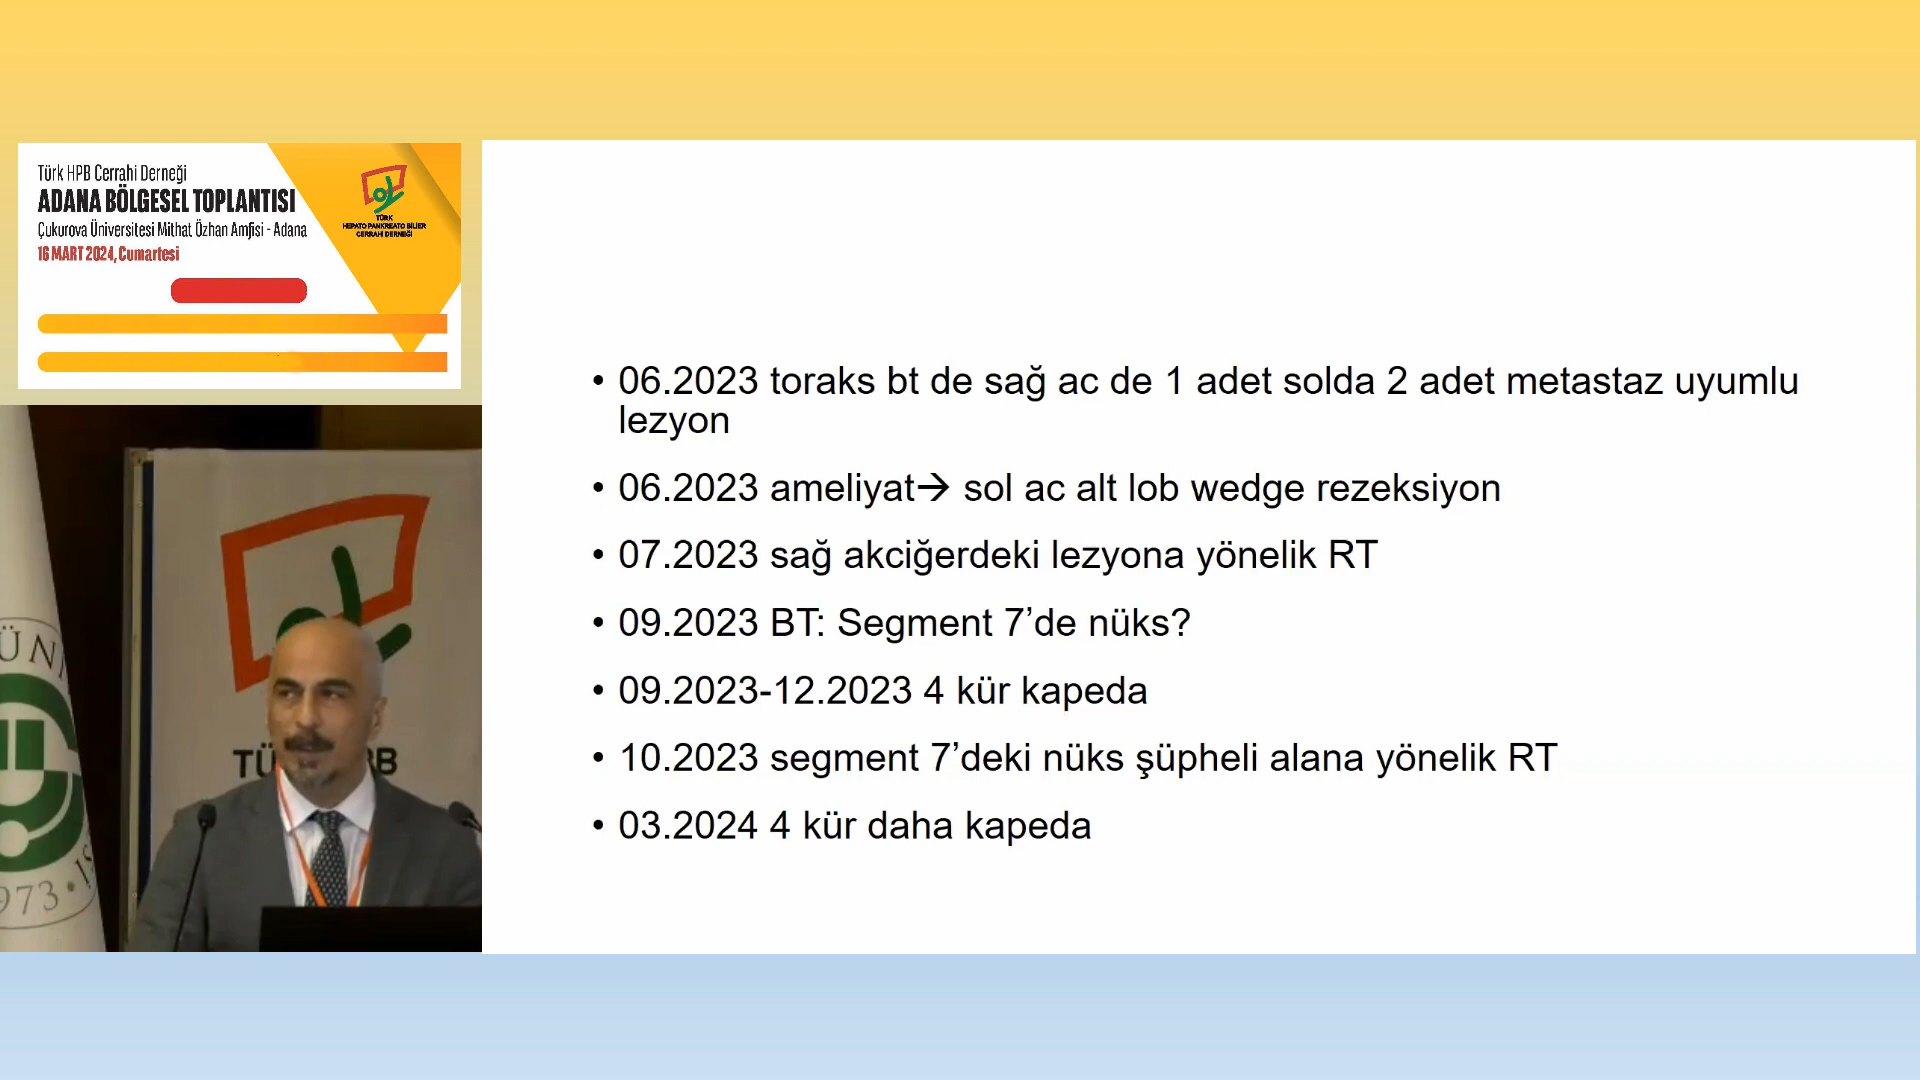 Türk HPB Cerrahi Derneği
ADANA BÖLGESEL TOPLANTISI
Çukurova Üniversitesi Mithat Özhan Amfisi - Adana
16 MART 2024, Cumartesi
TÜRK
HEPATO PANKREATO BİLİER
CERRAHİ DERNEĞİ
• 06.2023 toraks bt de sağ ac de 1 adet solda 2 adet metastaz uyumlu
lezyon
• 06.2023 ameliyat→ sol ac alt lob wedge rezeksiyon
• 07.2023 sağ akciğerdeki lezyona yönelik RT
• 09.2023 BT: Segment 7’de nüks?
• 09.2023-12.2023 4 kür kapeda
• 10.2023 segment 7’deki nüks şüpheli alana yönelik RT
• 03.2024 4 kür daha kapeda